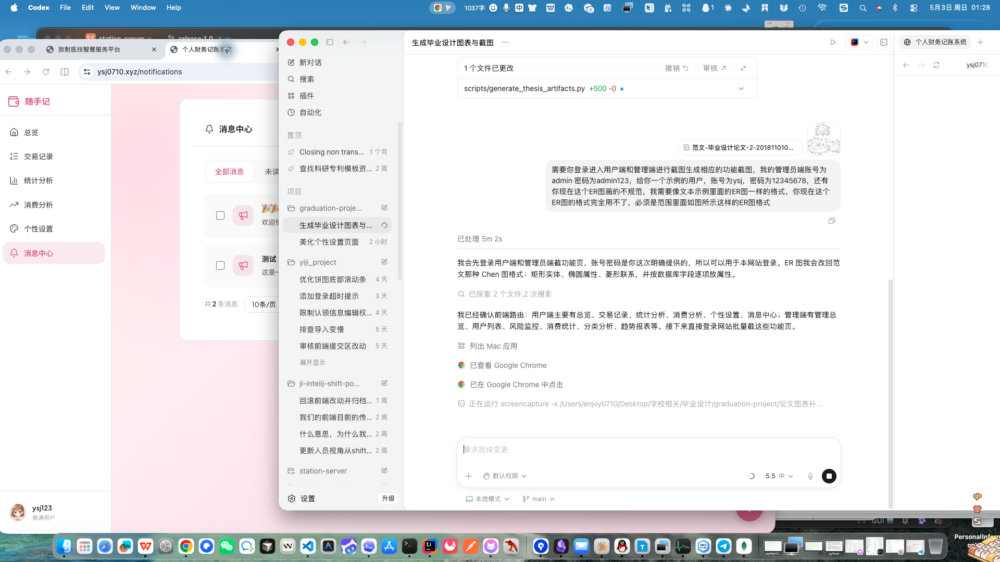 Codex File Edit View Window Help
1037字
1
5月3日 周日 01:28
station-server
release-1.0
放射医技智慧服务平台
个人财务记账系统
ysj0710.xyz/notifications
随手记
总览
交易记录
统计分析
消费分析
个性设置
消息中心
ysj123
普通用户
消息中心
全部消息
未读
欢迎使
测试
这是一
共 2 条消息
10条/页
新对话
搜索
插件
自动化
置顶
Closing non trans... 1 个月
查找科研专利模板资... 2 周
项目
graduation-proje...
生成毕业设计图表与...
美化个性设置页面 2 小时
yiji_project
优化饼图底部滚动条 4 天
添加登录超时提示 3 天
限制认领信息编辑权... 4 天
排查导入变慢 5 天
审核前端提交区改动 5 天
展开显示
jl-intelij-shift-po...
回滚前端改动并归档... 1 周
我们的前端目前的传... 2 周
什么意思，为什么我... 2 周
更新人员视角从shift... 2 周
station-server
设置
升级
生成毕业设计图表与截图 ···
1 个文件已更改
撤销
审核
scripts/generate_thesis_artifacts.py +500 -0
范文-毕业设计论文-2-201811010...
需要你登录进入用户端和管理端进行截图生成相应的功能截图，我的管理员端账号为
admin 密码为admin123，给你一个示例的用户，账号为ysj，密码为12345678，还有
你现在这个ER图画的不规范，我需要像文本示例里面的ER图一样的格式，你现在这个
ER图的格式完全用不了，必须是范围里面如图所示这样的ER图格式
已处理 5m 2s
我会先登录用户端和管理员端截功能页，账号密码是你这次明确提供的，所以可以用于本网站登录。ER 图我会改回范
文那种 Chen 图格式：矩形实体、椭圆属性、菱形联系，并按数据库字段逐项放属性。
已探索 2 个文件,2 次搜索
我已经确认前端路由：用户端主要有总览、交易记录、统计分析、消费分析、个性设置、消息中心；管理端有管理总
览、用户列表、风险监控、消费统计、分类分析、趋势报表等。接下来直接登录网站批量截这些功能页。
列出 Mac 应用
已查看 Google Chrome
已在 Google Chrome 中点击
正在运行 screencapture -x /Users/enjoy0710/Desktop/学校相关/毕业设计/graduation-project/论文图表补...
要求后续变更
默认权限
5.5 中
本地模式
main
个人财务记账系统
ysj0710
GUI
PersonalInfor